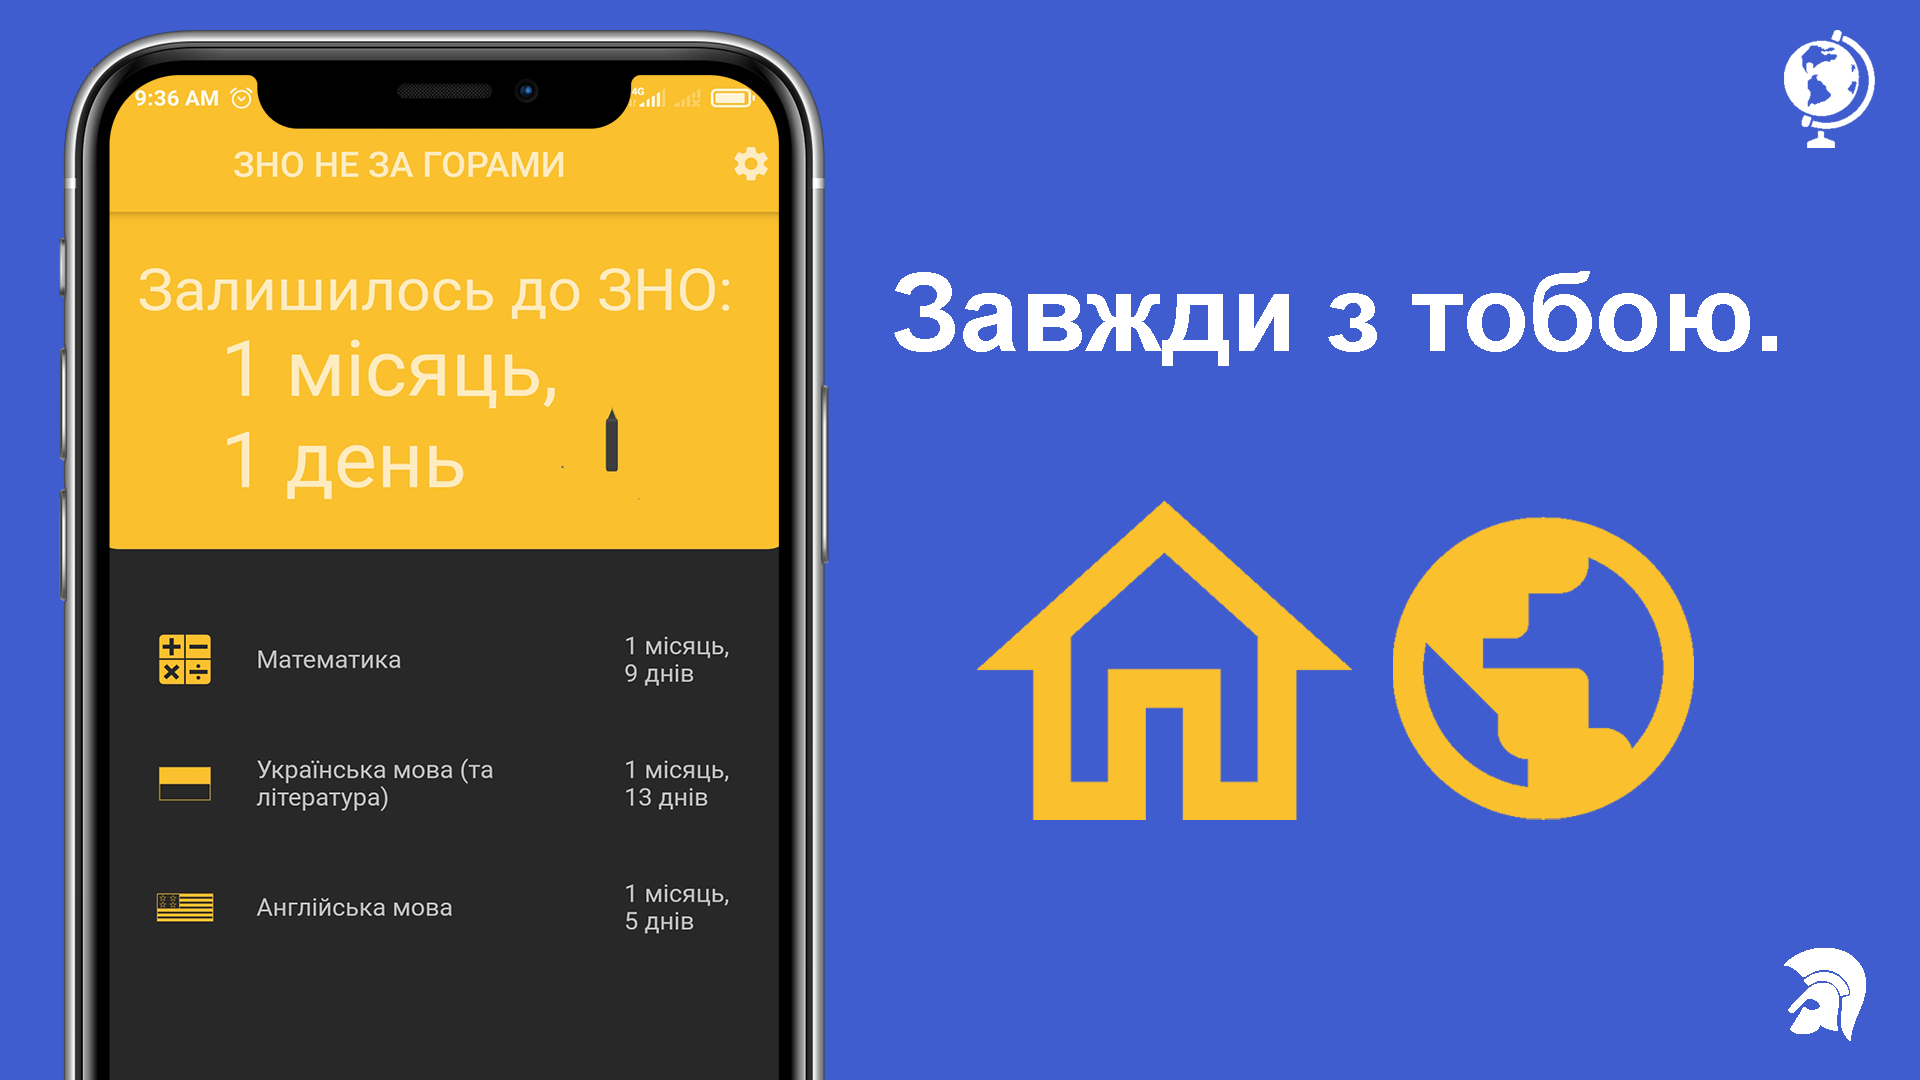 9:36 AM
4G
ЗНО НЕ ЗА ГОРАМИ
Залишилось до ЗНО:
1 місяць,
1 день
Математика
1 місяць,
9 днів
Українська мова (та
література)
1 місяць,
13 днів
Англійська мова
1 місяць,
5 днів
Завжди з тобою.